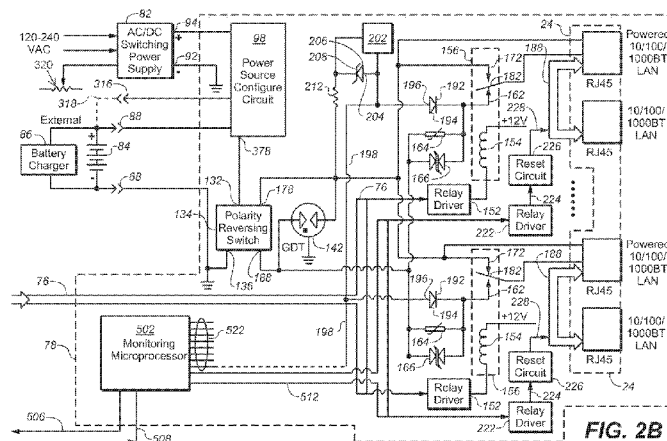 82
94
120-240
VAC
AC/DC
Switching
Power
Supply
+
-
92
320
318
316
98
Power
Source
Configure
Circuit
External
88
86
Battery
Charger
+
84
-
68
378
132
178
134
Polarity
Reversing
Switch
136
188
GDT
142
76
78
502
Monitoring
Microprocessor
522
512
506
508
206
208
202
204
212
198
76
198
156
172
182
162
196
192
194
164
166
+12V
154
Relay
Driver
152
24
188
228
Reset
Circuit
226
224
222
Relay
Driver
Powered
10/100/
1000BT
LAN
RJ45
10/100/
1000BT
LAN
RJ45
172
182
162
196
192
194
164
166
+12V
154
Relay
Driver
152
156
188
228
Reset
Circuit
226
224
222
Relay
Driver
Powered
10/100/
1000BT
LAN
RJ45
10/100/
1000BT
LAN
RJ45
24
FIG. 2B